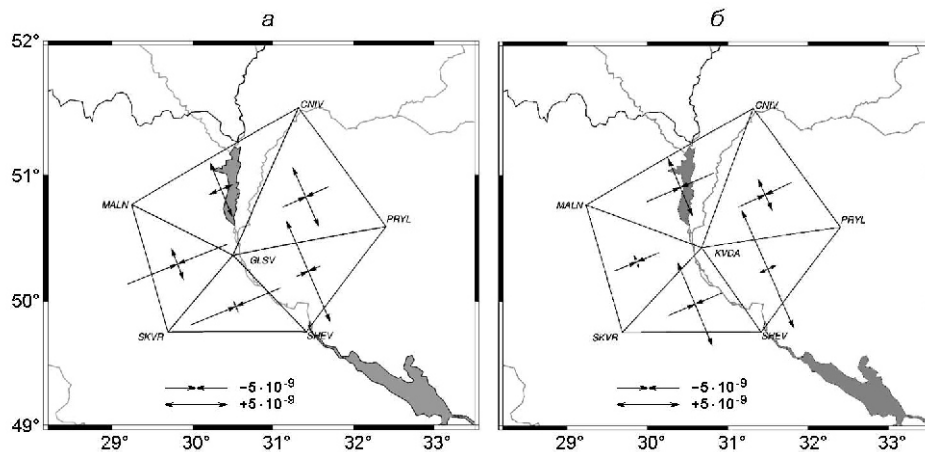 а
б
52°
51°
50°
49°
CNIV
MALN
PRYL
GLSV
SKVR
SHEV
−5·10⁻⁹
+5·10⁻⁹
29° 30° 31° 32° 33°
CNIV
MALN
PRYL
KVDA
SKVR
SHEV
−5·10⁻⁹
+5·10⁻⁹
29° 30° 31° 32° 33°